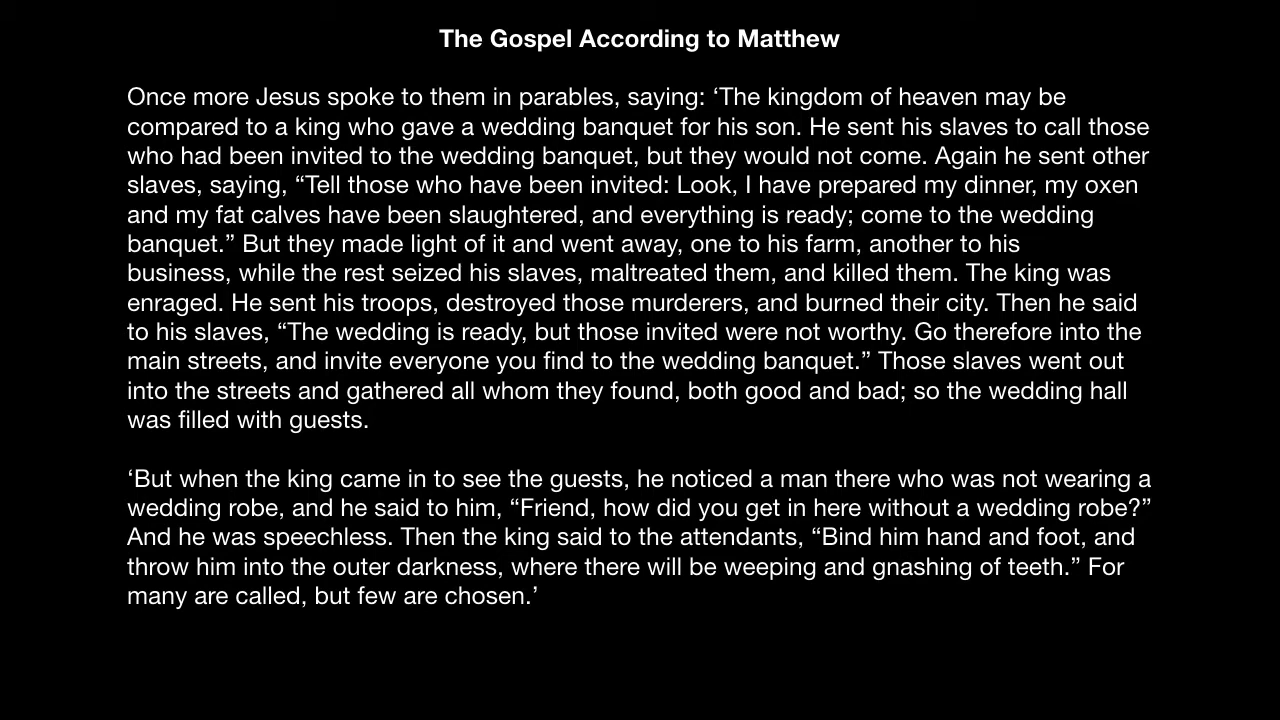 The Gospel According to Matthew
Once more Jesus spoke to them in parables, saying: ‘The kingdom of heaven may be
compared to a king who gave a wedding banquet for his son. He sent his slaves to call those
who had been invited to the wedding banquet, but they would not come. Again he sent other
slaves, saying, “Tell those who have been invited: Look, I have prepared my dinner, my oxen
and my fat calves have been slaughtered, and everything is ready; come to the wedding
banquet.” But they made light of it and went away, one to his farm, another to his
business, while the rest seized his slaves, maltreated them, and killed them. The king was
enraged. He sent his troops, destroyed those murderers, and burned their city. Then he said
to his slaves, “The wedding is ready, but those invited were not worthy. Go therefore into the
main streets, and invite everyone you find to the wedding banquet.” Those slaves went out
into the streets and gathered all whom they found, both good and bad; so the wedding hall
was filled with guests.
‘But when the king came in to see the guests, he noticed a man there who was not wearing a
wedding robe, and he said to him, “Friend, how did you get in here without a wedding robe?”
And he was speechless. Then the king said to the attendants, “Bind him hand and foot, and
throw him into the outer darkness, where there will be weeping and gnashing of teeth.” For
many are called, but few are chosen.’